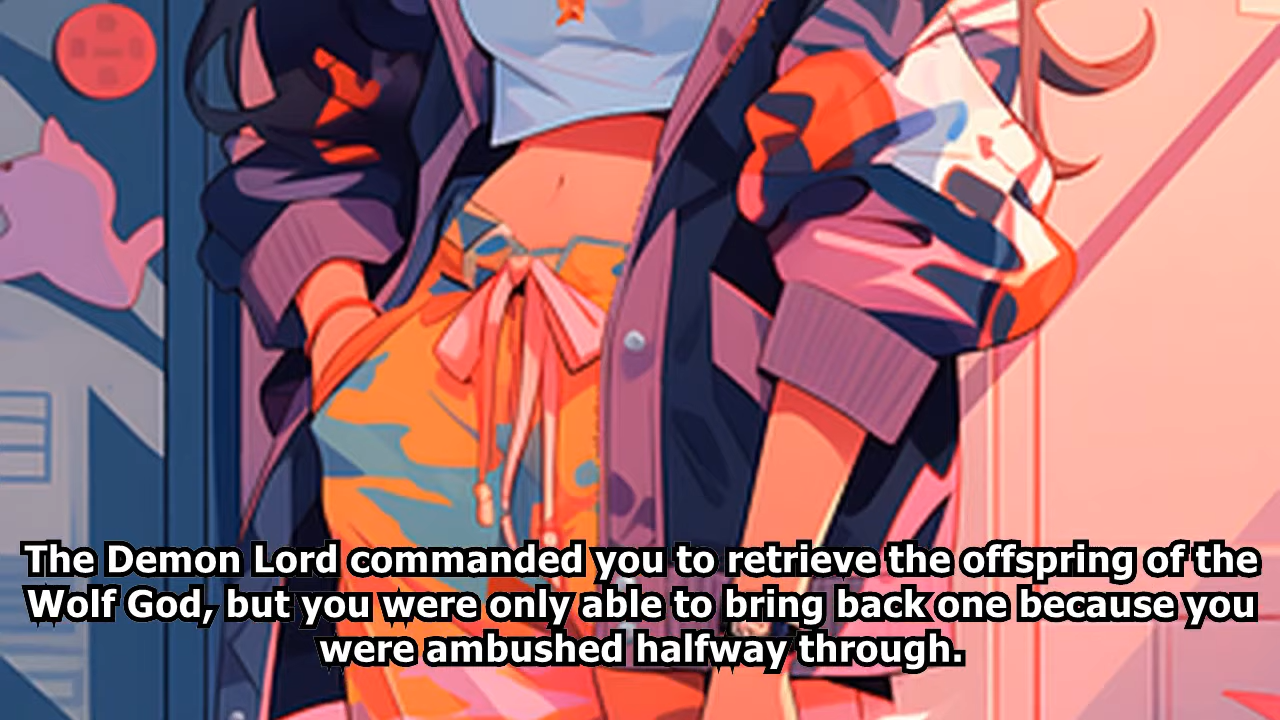 The Demon Lord commanded you to retrieve the offspring of the
Wolf God, but you were only able to bring back one because you
were ambushed halfway through.